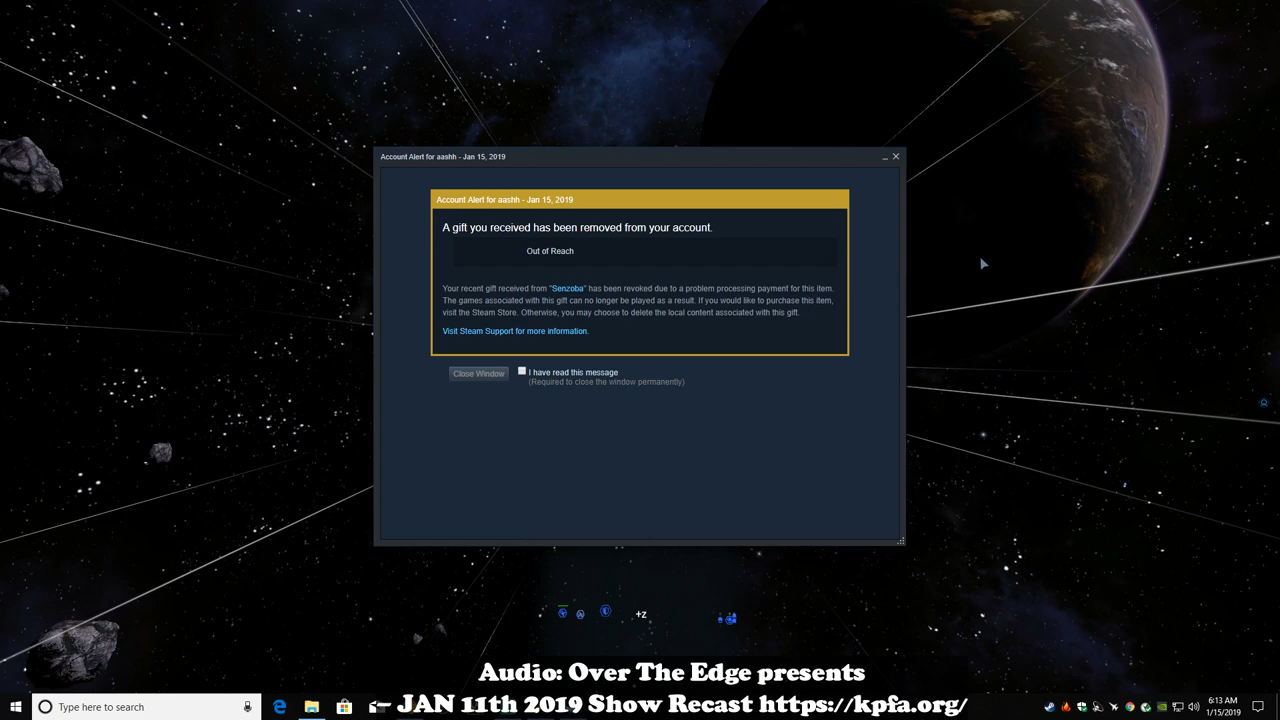 Account Alert for aashh - Jan 15, 2019
Account Alert for aashh - Jan 15, 2019
A gift you received has been removed from your account.
Out of Reach
Your recent gift received from "Senzoba" has been revoked due to a problem processing payment for this item.
The games associated with this gift can no longer be played as a result. If you would like to purchase this item,
visit the Steam Store. Otherwise, you may choose to delete the local content associated with this gift.
Visit Steam Support for more information.
Close Window
I have read this message
(Required to close the window permanently)
+z
Audio: Over The Edge presents
– JAN 11th 2019 Show Recast https://kpfa.org/
Type here to search
6:13 AM
1/15/2019